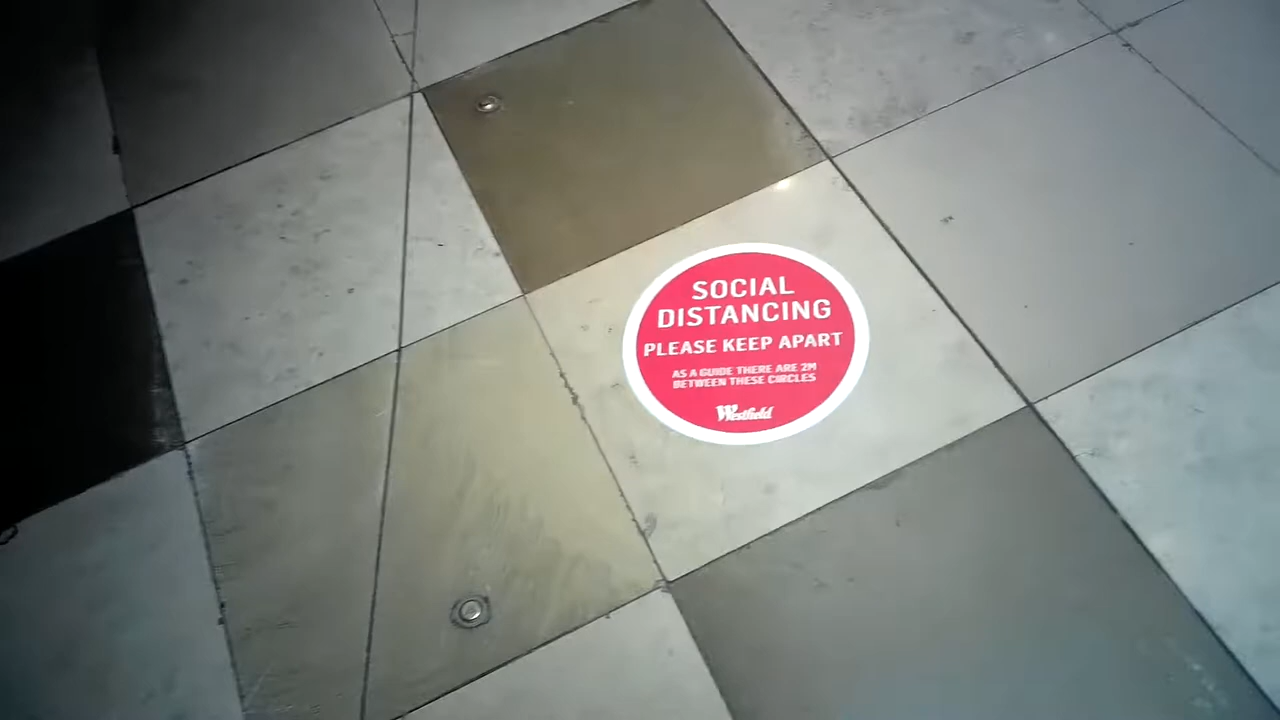 SOCIAL
DISTANCING
PLEASE KEEP APART
AS A GUIDE THERE ARE 2M
BETWEEN THESE CIRCLES
Westfield